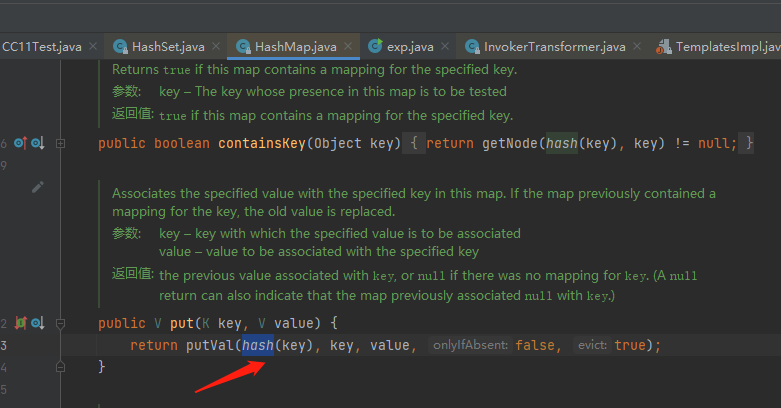 CC11Test.java × HashSet.java × HashMap.java × exp.java × InvokerTransformer.java × TemplatesImpl.jav
Returns true if this map contains a mapping for the specified key.
参数: key – The key whose presence in this map is to be tested
返回值: true if this map contains a mapping for the specified key.
6 public boolean containsKey(Object key) { return getNode(hash(key), key) != null; }
9
Associates the specified value with the specified key in this map. If the map previously contained a
mapping for the key, the old value is replaced.
参数: key – key with which the specified value is to be associated
value – value to be associated with the specified key
返回值: the previous value associated with key, or null if there was no mapping for key. (A null
return can also indicate that the map previously associated null with key.)
2 public V put(K key, V value) {
3 return putVal(hash(key), key, value, onlyIfAbsent: false, evict: true);
4 }
5